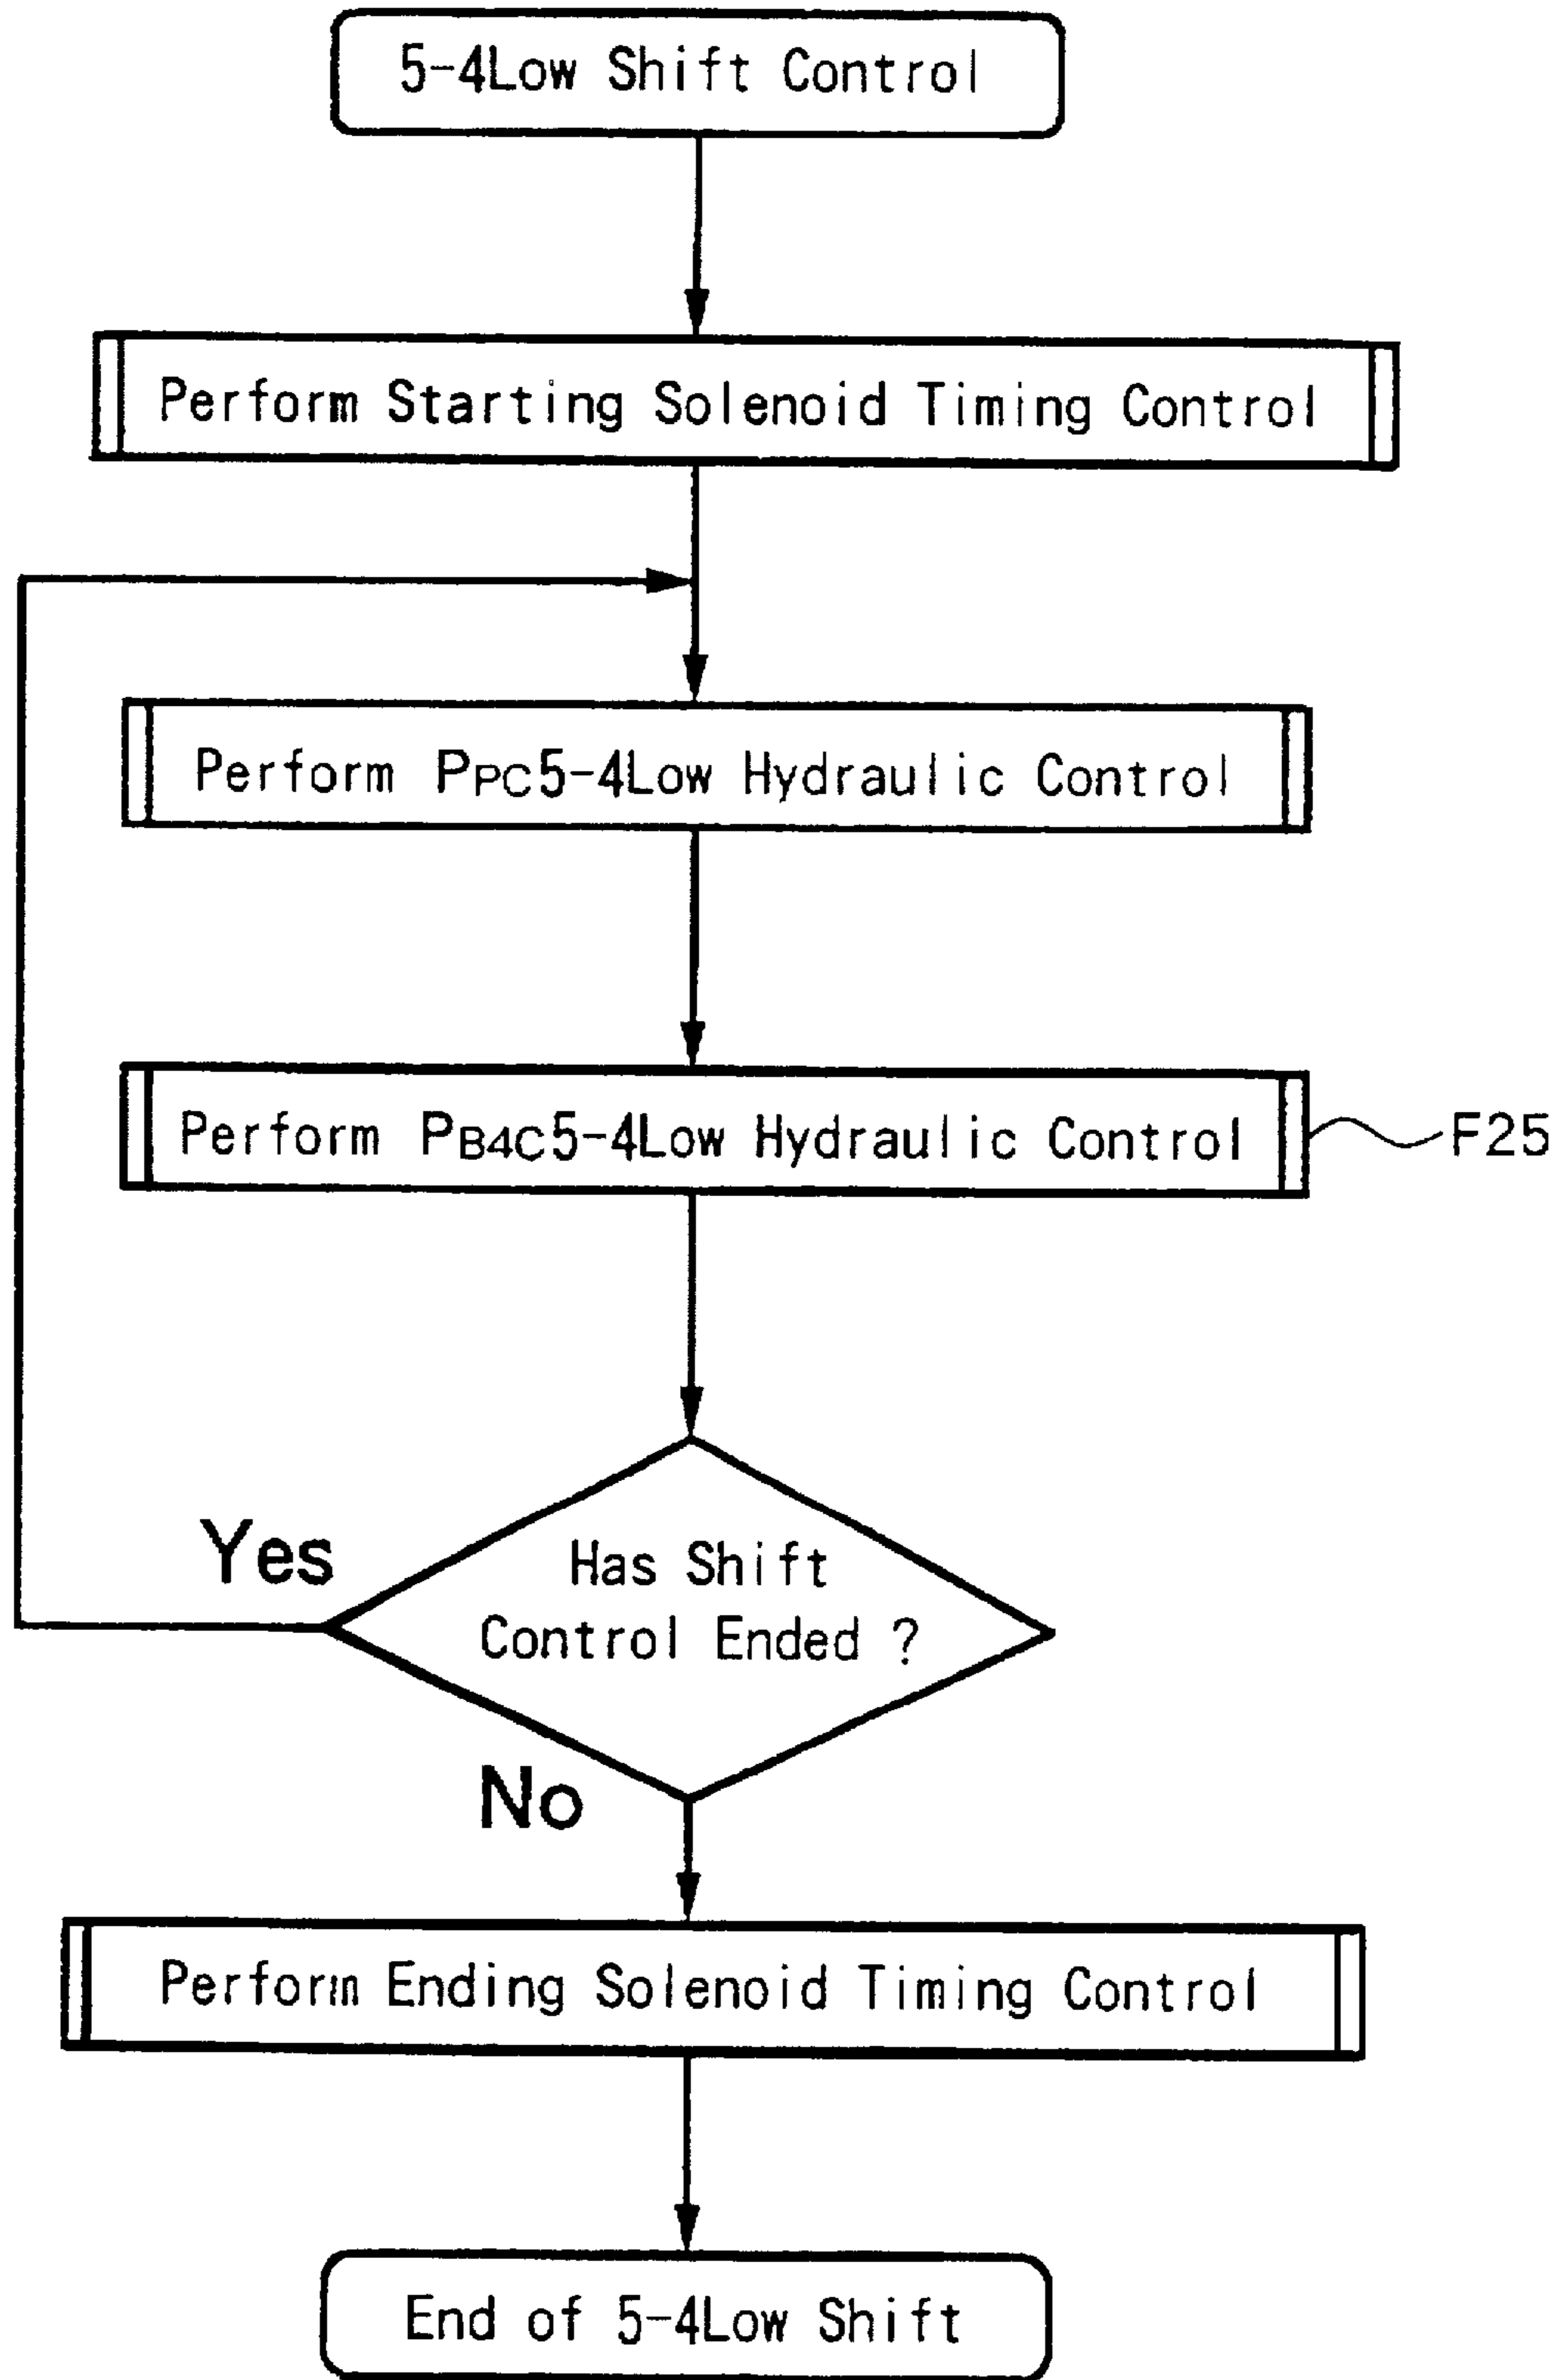 5-4Low Shift Control
Perform Starting Solenoid Timing Control
Perform PPC5-4Low Hydraulic Control
Perform PB4C5-4Low Hydraulic Control
F25
Yes
Has Shift
Control Ended ?
No
Perform Ending Solenoid Timing Control
End of 5-4Low Shift